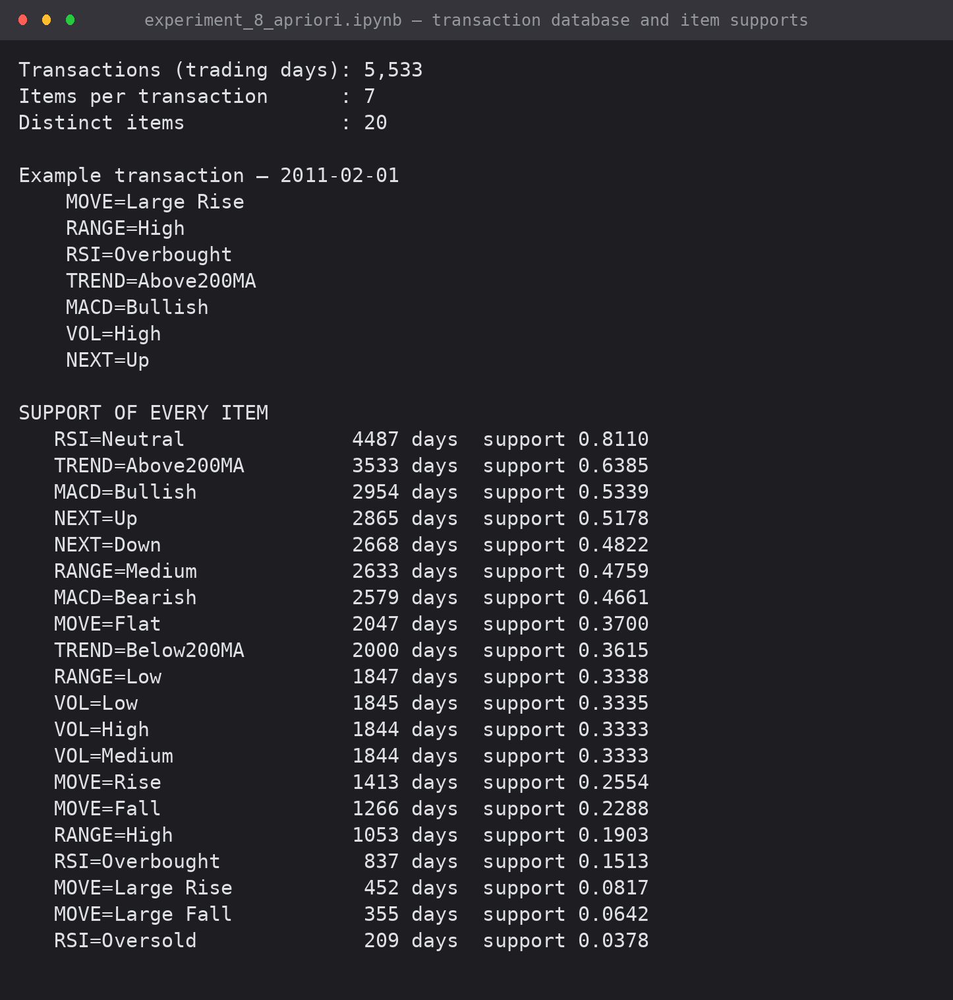 experiment_8_apriori.ipynb — transaction database and item supports
Transactions (trading days): 5,533
Items per transaction      : 7
Distinct items             : 20
Example transaction — 2011-02-01
    MOVE=Large Rise
    RANGE=High
    RSI=Overbought
    TREND=Above200MA
    MACD=Bullish
    VOL=High
    NEXT=Up
SUPPORT OF EVERY ITEM
   RSI=Neutral              4487 days  support 0.8110
   TREND=Above200MA         3533 days  support 0.6385
   MACD=Bullish             2954 days  support 0.5339
   NEXT=Up                  2865 days  support 0.5178
   NEXT=Down                2668 days  support 0.4822
   RANGE=Medium             2633 days  support 0.4759
   MACD=Bearish             2579 days  support 0.4661
   MOVE=Flat                2047 days  support 0.3700
   TREND=Below200MA         2000 days  support 0.3615
   RANGE=Low                1847 days  support 0.3338
   VOL=Low                  1845 days  support 0.3335
   VOL=High                 1844 days  support 0.3333
   VOL=Medium               1844 days  support 0.3333
   MOVE=Rise                1413 days  support 0.2554
   MOVE=Fall                1266 days  support 0.2288
   RANGE=High               1053 days  support 0.1903
   RSI=Overbought            837 days  support 0.1513
   MOVE=Large Rise           452 days  support 0.0817
   MOVE=Large Fall           355 days  support 0.0642
   RSI=Oversold              209 days  support 0.0378